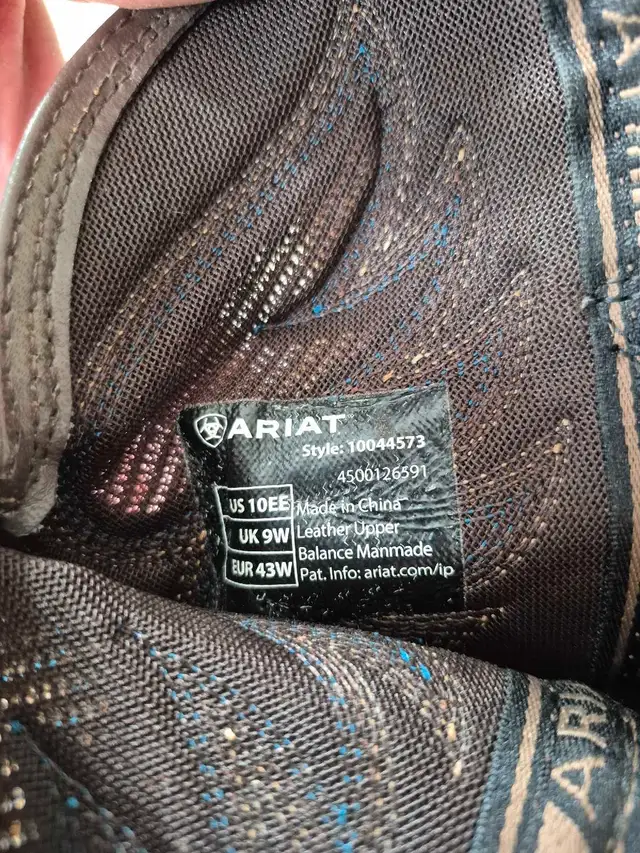 ARIAT
Style: 10044573
4500126591
US 10EE
Made in China
UK 9W
Leather Upper
Balance Manmade
EUR 43W
Pat. Info: ariat.com/ip